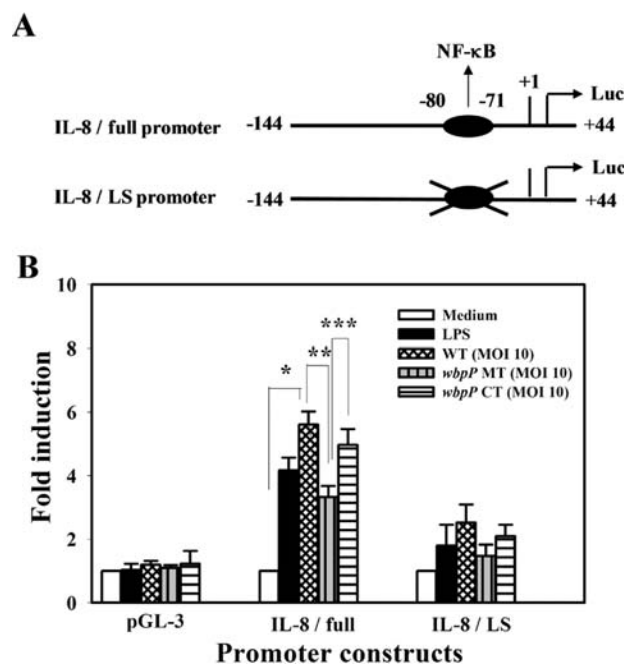 A
NF-κB
-80 -71 +1
Luc
IL-8 / full promoter -144 +44
Luc
IL-8 / LS promoter -144 +44
B
10
8
6
4
2
0
Fold induction
Medium
LPS
WT (MOI 10)
wbpP MT (MOI 10)
wbpP CT (MOI 10)
* ** ***
pGL-3 IL-8 / full IL-8 / LS
Promoter constructs